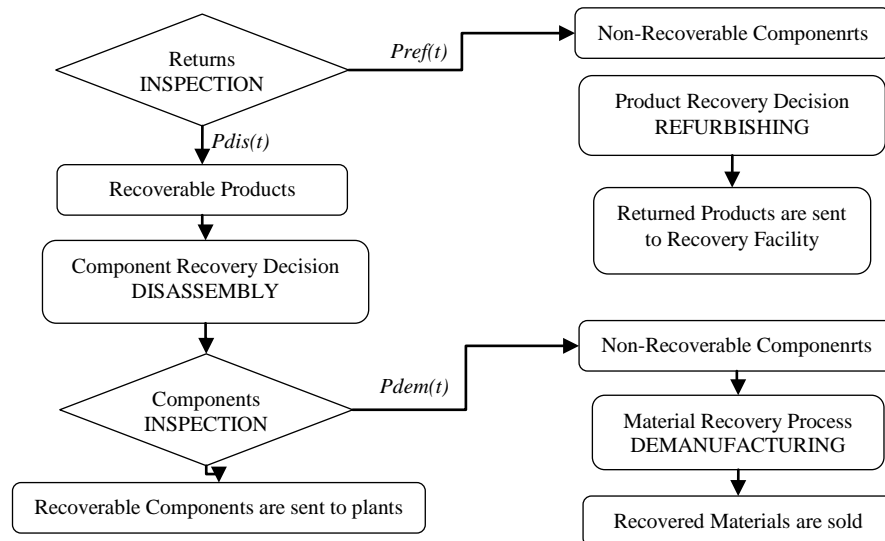 Returns
INSPECTION
Pref(t)
Non-Recoverable Componenrts
Product Recovery Decision
REFURBISHING
Pdis(t)
Recoverable Products
Returned Products are sent
to Recovery Facility
Component Recovery Decision
DISASSEMBLY
Components
INSPECTION
Pdem(t)
Non-Recoverable Componenrts
Material Recovery Process
DEMANUFACTURING
Recoverable Components are sent to plants
Recovered Materials are sold